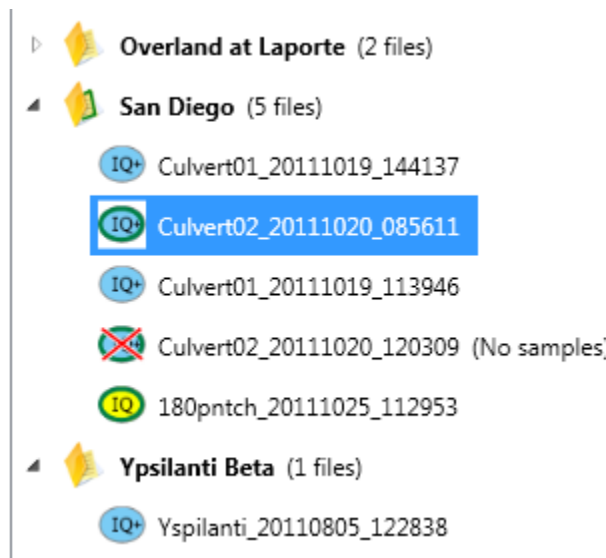 Overland at Laporte (2 files)
San Diego (5 files)
IQ+ Culvert01_20111019_144137
IQ+ Culvert02_20111020_085611
IQ+ Culvert01_20111019_113946
Culvert02_20111020_120309 (No samples)
IQ 180pntch_20111025_112953
Ypsilanti Beta (1 files)
IQ+ Yspilanti_20110805_122838